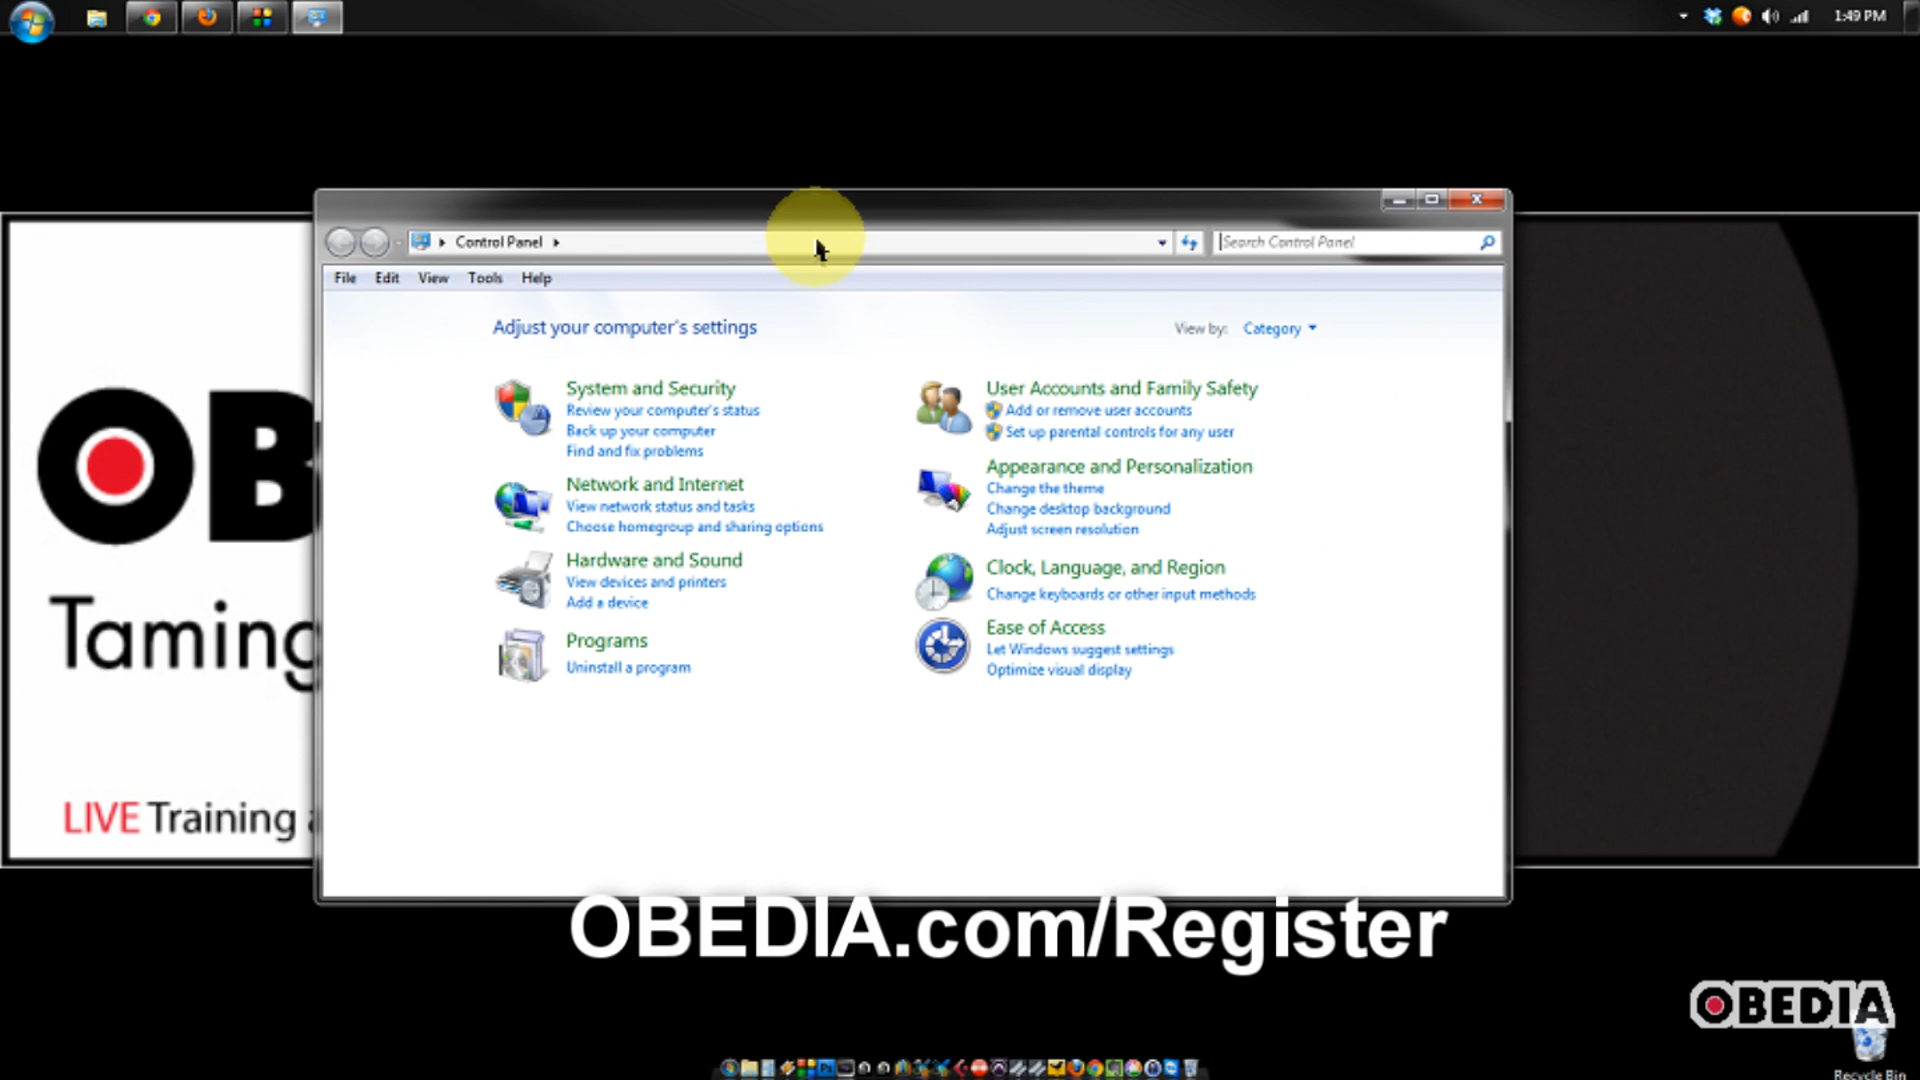 1:49 PM
Control Panel
Search Control Panel
File Edit View Tools Help
Adjust your computer's settings
View by: Category
System and Security
Review your computer's status
Back up your computer
Find and fix problems
Network and Internet
View network status and tasks
Choose homegroup and sharing options
Hardware and Sound
View devices and printers
Add a device
Programs
Uninstall a program
User Accounts and Family Safety
Add or remove user accounts
Set up parental controls for any user
Appearance and Personalization
Change the theme
Change desktop background
Adjust screen resolution
Clock, Language, and Region
Change keyboards or other input methods
Ease of Access
Let Windows suggest settings
Optimize visual display
OB
Taming
LIVE Training a
OBEDIA.com/Register
OBEDIA
Recycle Bin